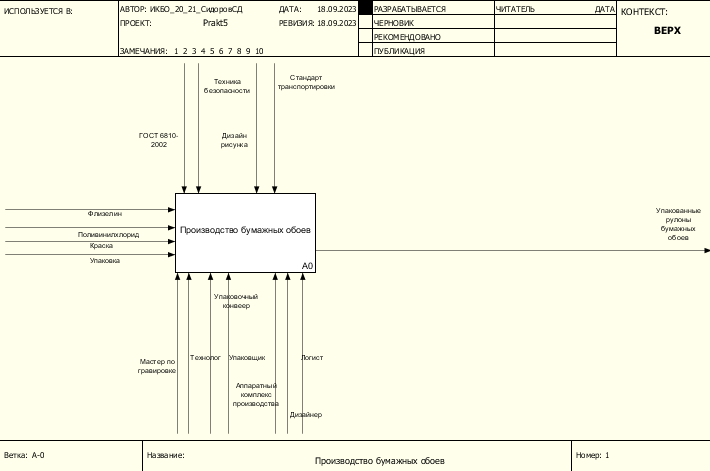 ИСПОЛЬЗУЕТСЯ В:
АВТОР: ИКБО_20_21_СидоровСД
ДАТА: 18.09.2023
ПРОЕКТ: Prakt5
РЕВИЗИЯ: 18.09.2023
ЗАМЕЧАНИЯ: 1 2 3 4 5 6 7 8 9 10
РАЗРАБАТЫВАЕТСЯ
ЧЕРНОВИК
РЕКОМЕНДОВАНО
ПУБЛИКАЦИЯ
ЧИТАТЕЛЬ ДАТА
КОНТЕКСТ:
ВЕРХ
Техника
безопасности
Стандарт
транспортировки
ГОСТ 6810-
2002
Дизайн
рисунка
Флизелин
Поливинилхлорид
Краска
Упаковка
Производство бумажных обоев
A0
Упакованные
рулоны
бумажных
обоев
Упаковочный
конвеер
Мастер по
гравировке
Технолог
Упаковщик
Логист
Аппаратный
комплекс
производства
Дизайнер
Ветка: A-0
Название:
Производство бумажных обоев
Номер: 1